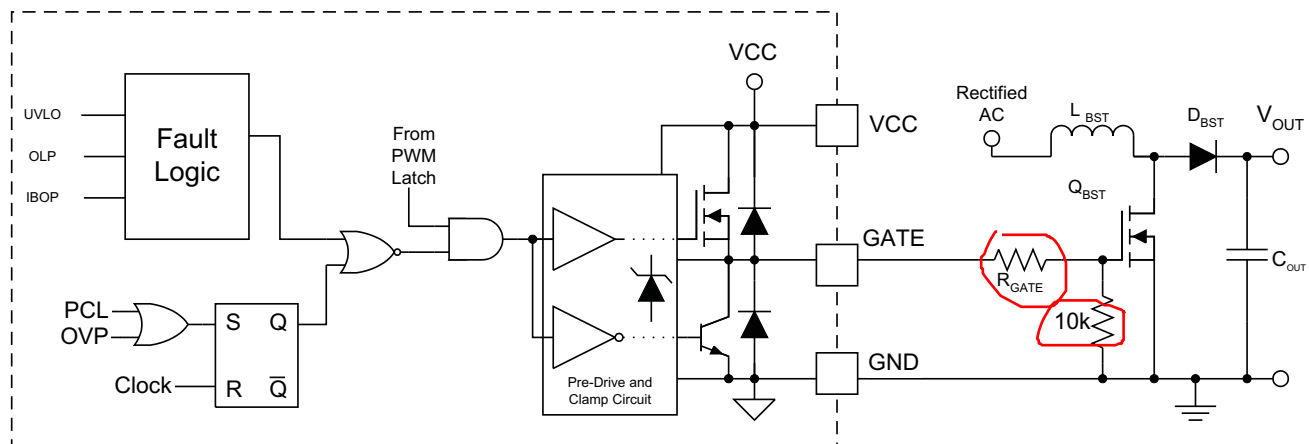 UVLO
OLP
IBOP
Fault
Logic
PCL
OVP
Clock
S Q
R Q̅
From
PWM
Latch
Pre-Drive and
Clamp Circuit
VCC
VCC
GATE
GND
Rectified
AC
L BST
D BST
V OUT
Q BST
R GATE
10k
C OUT